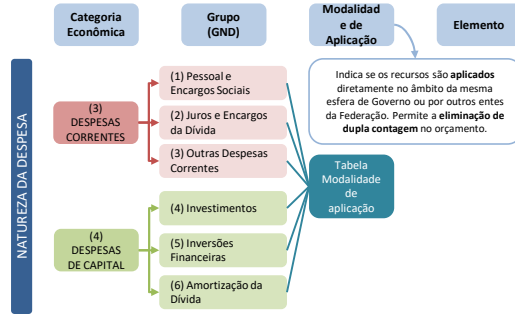 Categoria
Econômica
Grupo
(GND)
Modalidad
e de
Aplicação
Elemento
NATUREZA DA DESPESA
(3)
DESPESAS
CORRENTES
(1) Pessoal e
Encargos Sociais
(2) Juros e Encargos
da Dívida
(3) Outras Despesas
Correntes
Indica se os recursos são aplicados
diretamente no âmbito da mesma
esfera de Governo ou por outros entes
da Federação. Permite a eliminação de
dupla contagem no orçamento.
Tabela
Modalidade
de
aplicação
(4)
DESPESAS
DE CAPITAL
(4) Investimentos
(5) Inversões
Financeiras
(6) Amortização da
Dívida